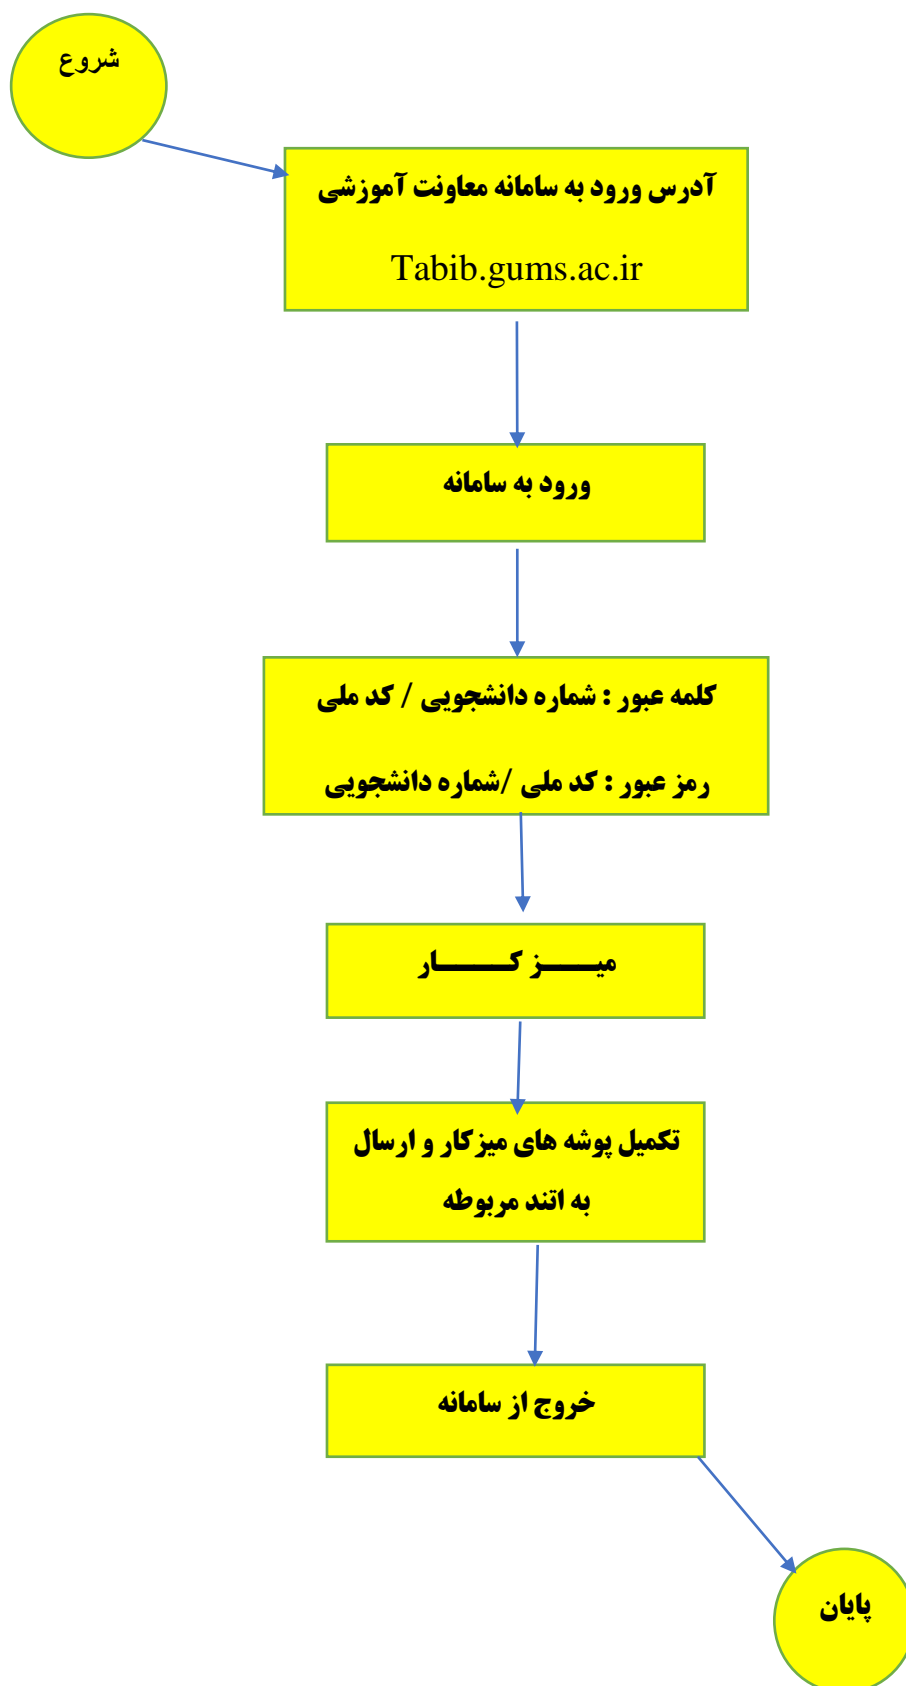 شروع
آدرس ورود به سامانه معاونت آموزشی
Tabib.gums.ac.ir
ورود به سامانه
کلمه عبور : شماره دانشجویی / کد ملی
رمز عبور : کد ملی /شماره دانشجویی
میـــــز کـــــــار
تکمیل پوشه های میزکار و ارسال
به اتند مربوطه
خروج از سامانه
پایان